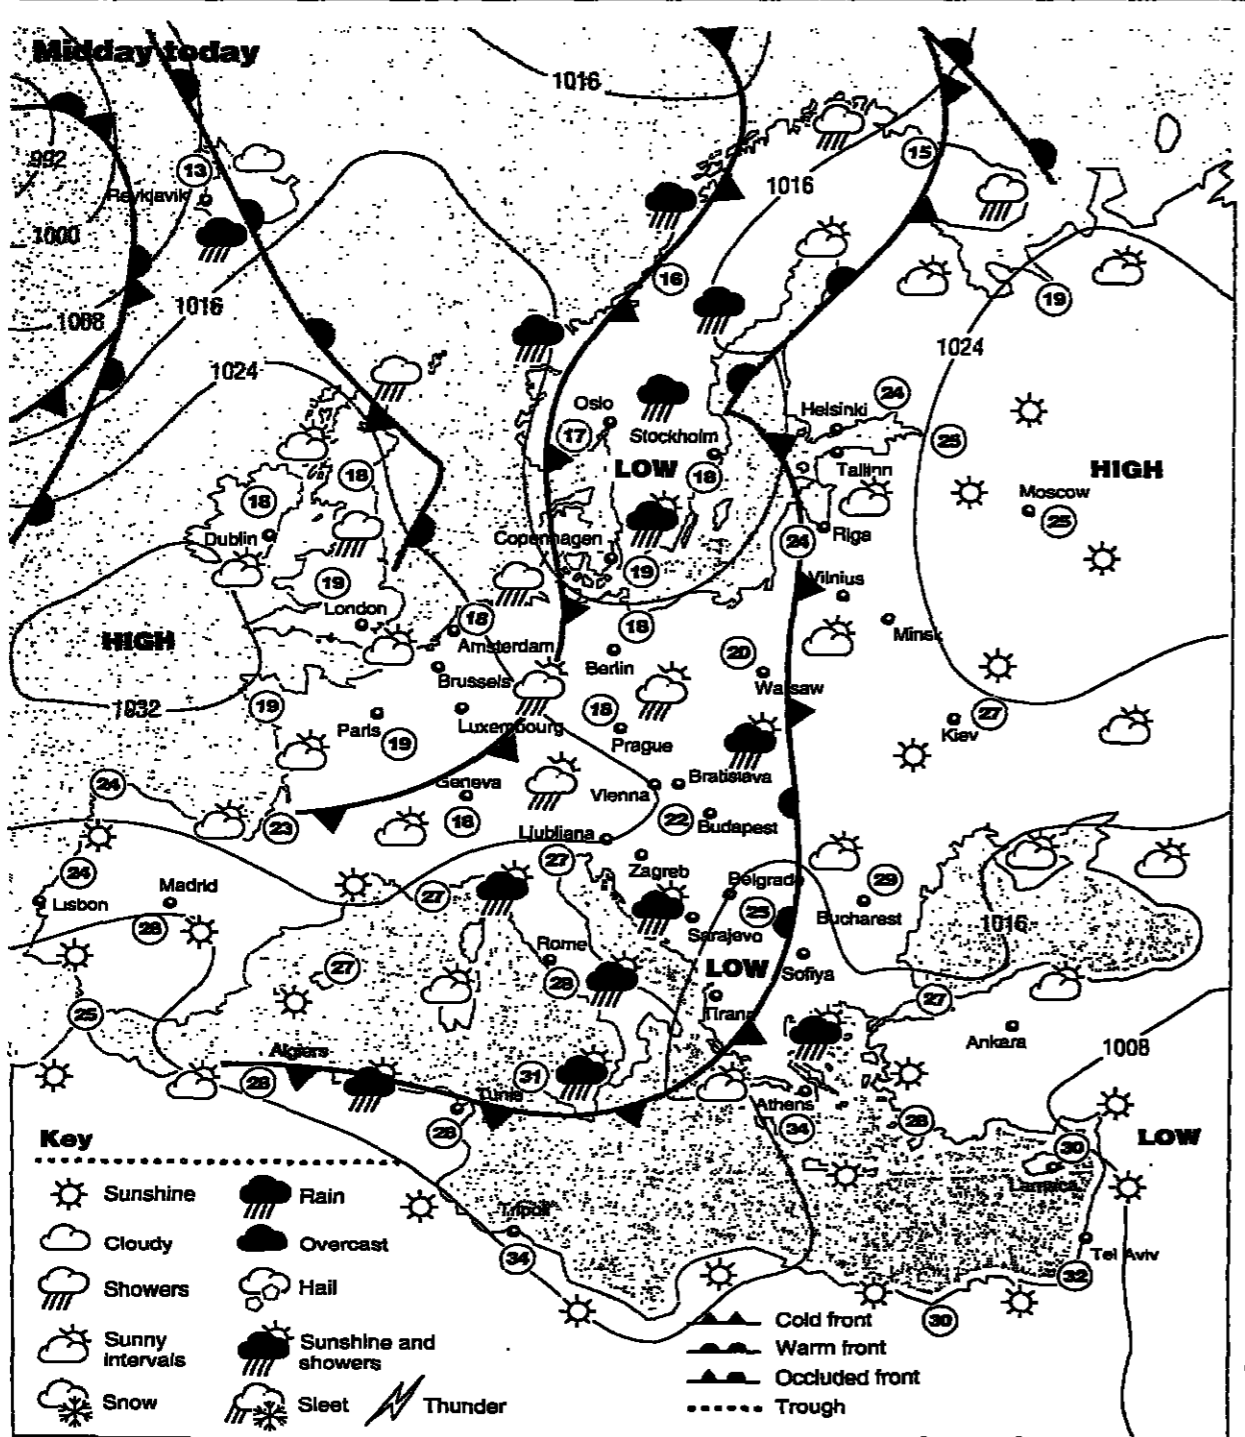 Midday today
1016
992
13
15
Reykjavik
1016
1000
16
19
1016
1008
1024
1024
24
Oslo
Helsinki
17
Stockholm
25
LOW
Tallinn
HIGH
18
18
18
Moscow
25
Dublin
Copenhagen
24
Riga
19
19
Vilnius
London
18
18
Minsk
HIGH
Amsterdam
Berlin
20
Brussels
Warsaw
1032
19
Paris
Luxembourg
18
27
Kiev
19
Prague
24
Geneva
Vienna
Bratislava
23
18
22
Budapest
Ljubljana
24
27
Zagreb
Madrid
27
Belgrade
29
Lisbon
28
25
Bucharest
1016
Rome
Sarajevo
27
28
LOW
Sofiya
25
Tirana
27
Ankara
1008
Algiers
28
31
Tunis
Athens
28
28
34
LOW
30
Larnaca
Tripoli
34
Tel Aviv
32
30
Key
Sunshine
Rain
Cloudy
Overcast
Showers
Hail
Sunny
intervals
Sunshine and
showers
Snow
Sleet
Thunder
Cold front
Warm front
Occluded front
Trough